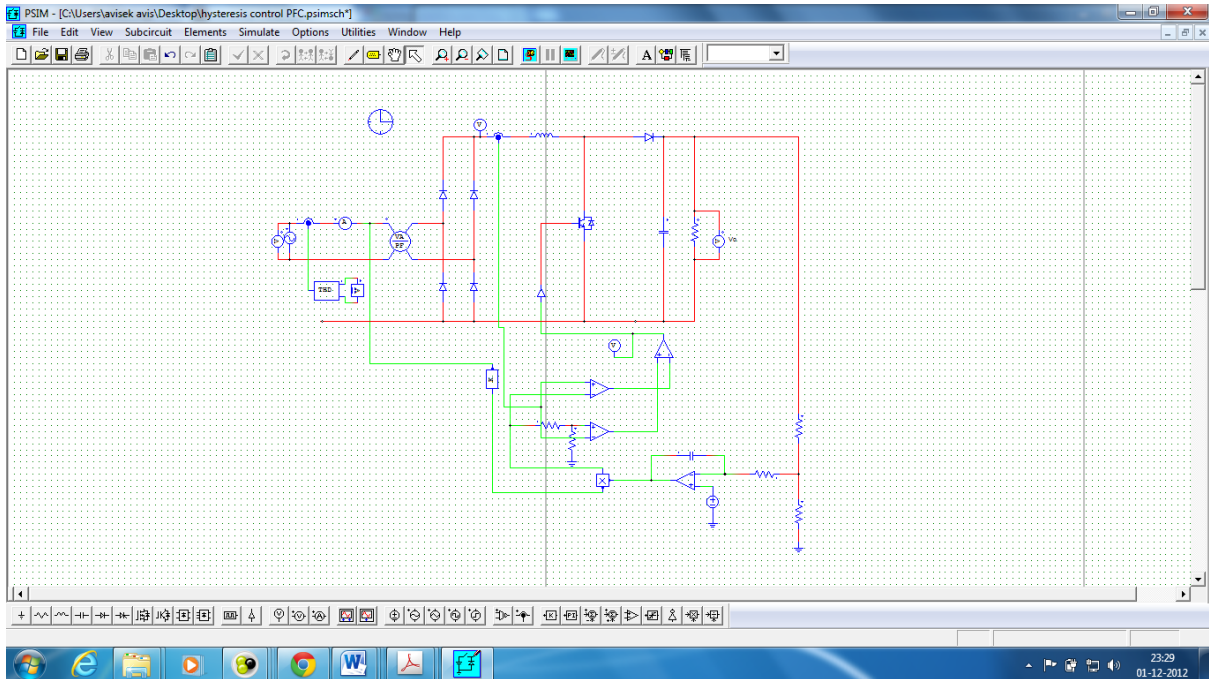 PSIM - [C:\Users\avisek avis\Desktop\hysteresis control PFC.psimsch*]
File Edit View Subcircuit Elements Simulate Options Utilities Window Help
A
V
A
VA
PF
Vo
THD
V
K
23:29
01-12-2012